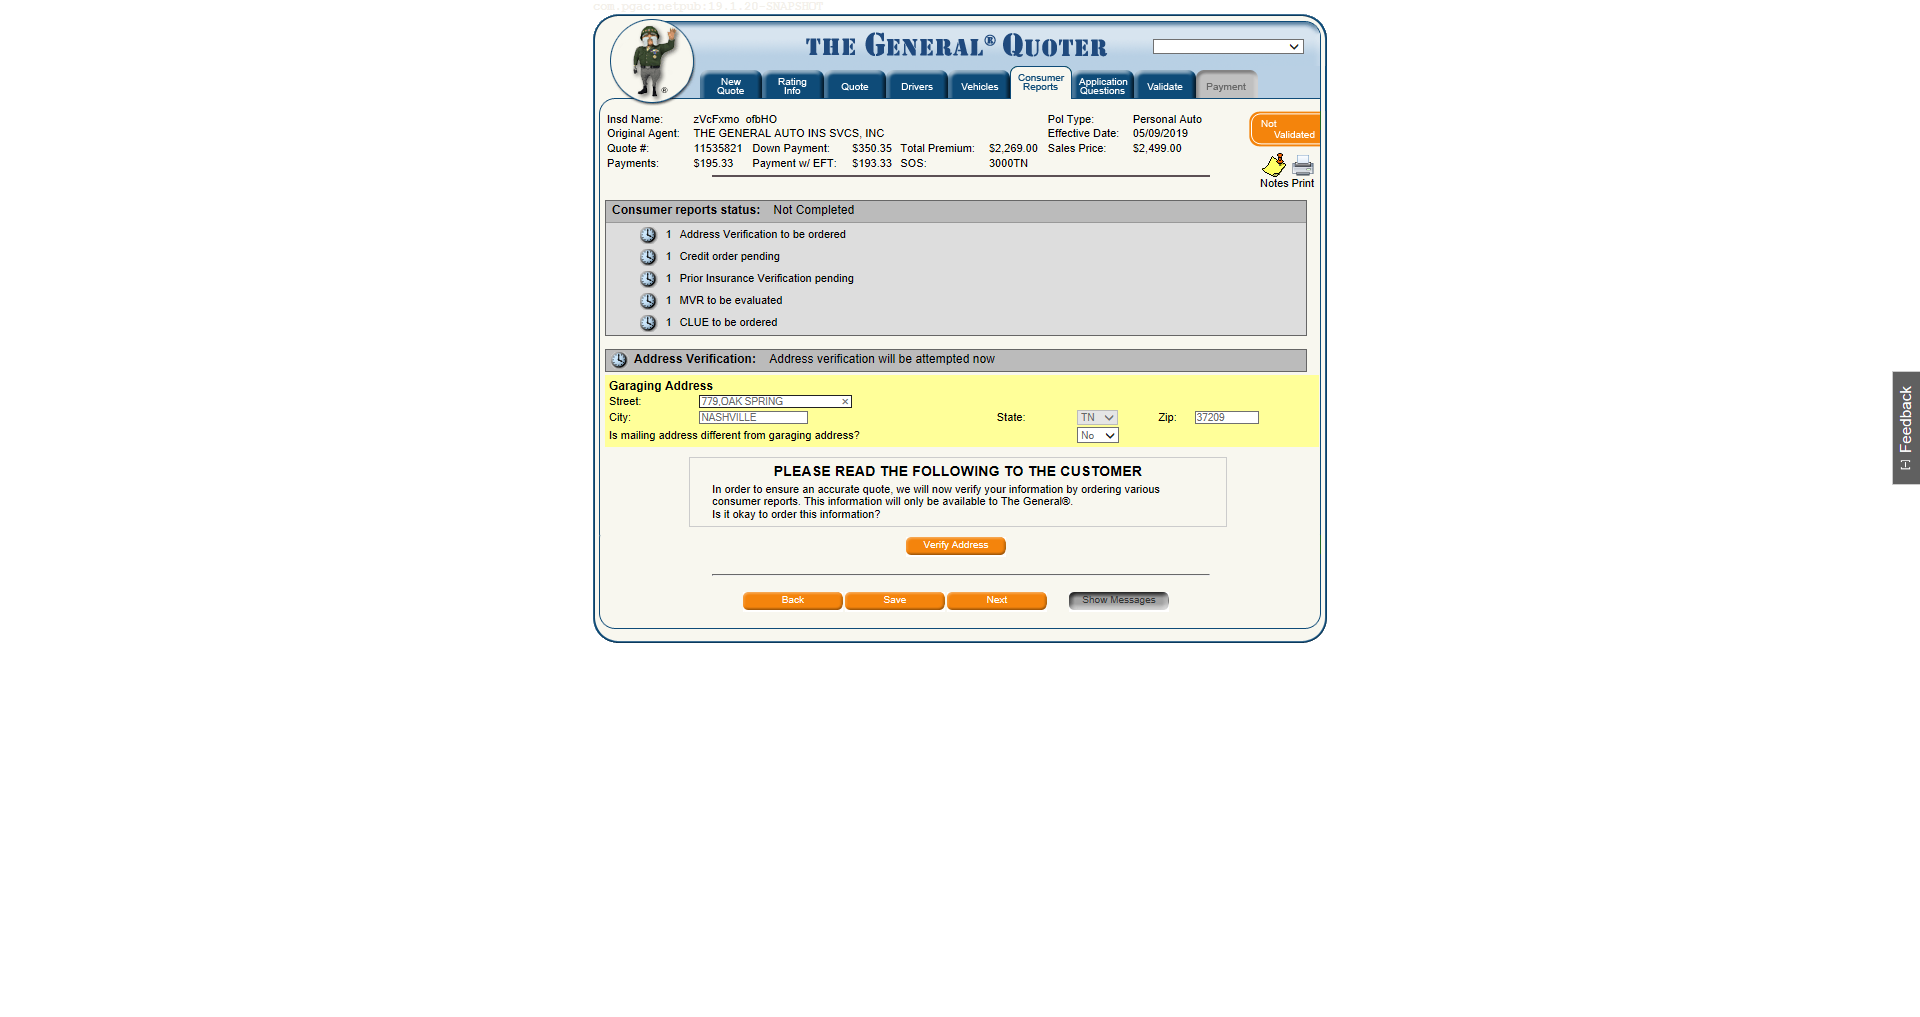 com.pgac:netpub:19.1.20-SNAPSHOT
THE GENERAL® QUOTER
New Quote
Rating Info
Quote
Drivers
Vehicles
Consumer Reports
Application Questions
Validate
Payment
®
Insd Name: zVcFxmo ofbHO Pol Type: Personal Auto
Original Agent: THE GENERAL AUTO INS SVCS, INC Effective Date: 05/09/2019
Quote #: 11535821 Down Payment: $350.35 Total Premium: $2,269.00 Sales Price: $2,499.00
Payments: $195.33 Payment w/ EFT: $193.33 SOS: 3000TN
Not Validated
Notes Print
Consumer reports status: Not Completed
1 Address Verification to be ordered
1 Credit order pending
1 Prior Insurance Verification pending
1 MVR to be evaluated
1 CLUE to be ordered
Address Verification: Address verification will be attempted now
Garaging Address
Street: 779,OAK SPRING ×
City: NASHVILLE State: TN Zip: 37209
Is mailing address different from garaging address? No
PLEASE READ THE FOLLOWING TO THE CUSTOMER
In order to ensure an accurate quote, we will now verify your information by ordering various
consumer reports. This information will only be available to The General®.
Is it okay to order this information?
Verify Address
Back Save Next Show Messages
[-] Feedback